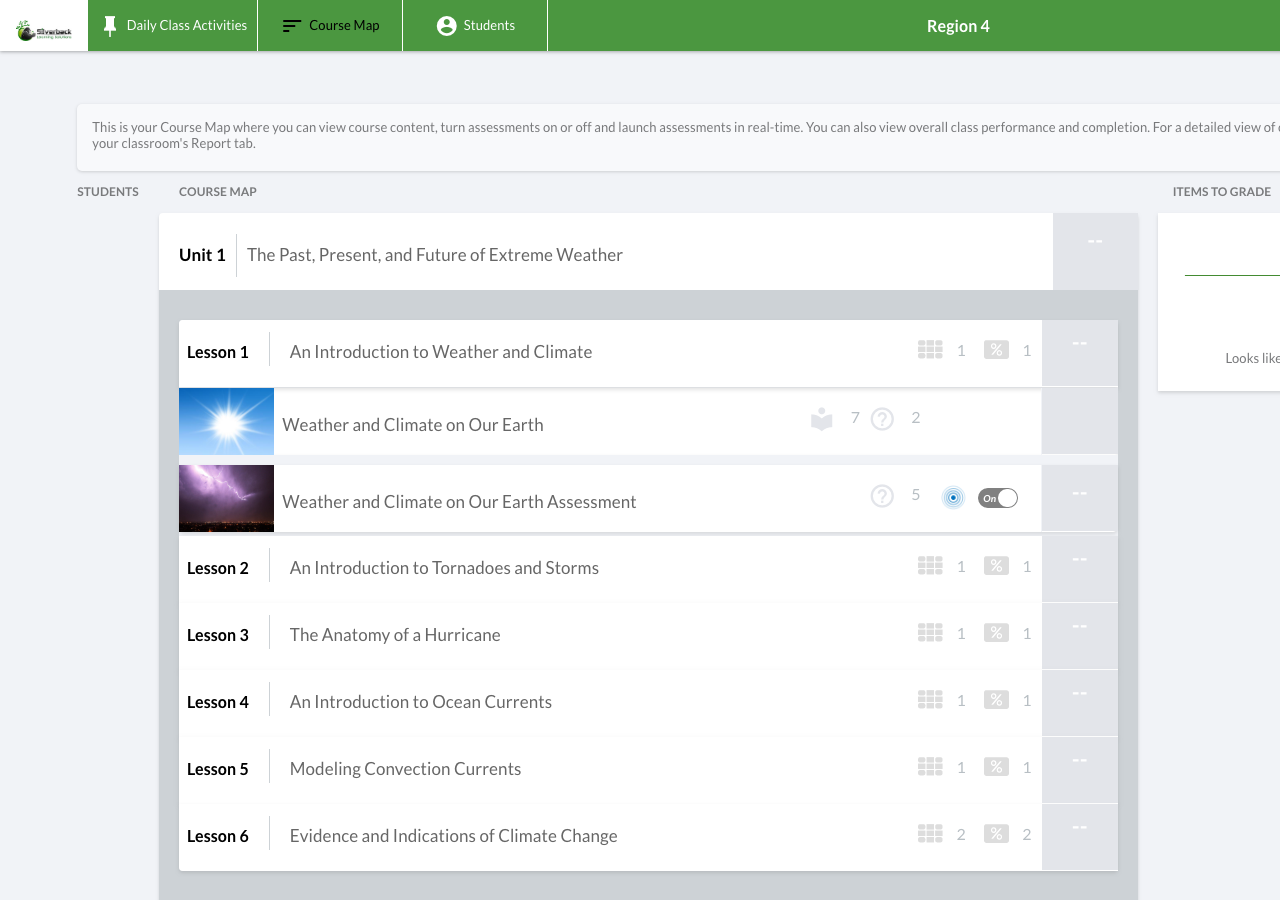 Silverback
Daily Class Activities
Course Map
Students
Region 4
This is your Course Map where you can view course content, turn assessments on or off and launch assessments in real-time. You can also view overall class performance and completion. For a detailed view of
your classroom's Report tab.
STUDENTS
COURSE MAP
ITEMS TO GRADE
Unit 1
The Past, Present, and Future of Extreme Weather
--
Lesson 1
An Introduction to Weather and Climate
1
%
1
--
Weather and Climate on Our Earth
7
?
2
Weather and Climate on Our Earth Assessment
?
5
On
--
Lesson 2
An Introduction to Tornadoes and Storms
1
%
1
--
Lesson 3
The Anatomy of a Hurricane
1
%
1
--
Lesson 4
An Introduction to Ocean Currents
1
%
1
--
Lesson 5
Modeling Convection Currents
1
%
1
--
Lesson 6
Evidence and Indications of Climate Change
2
%
2
--
Looks like